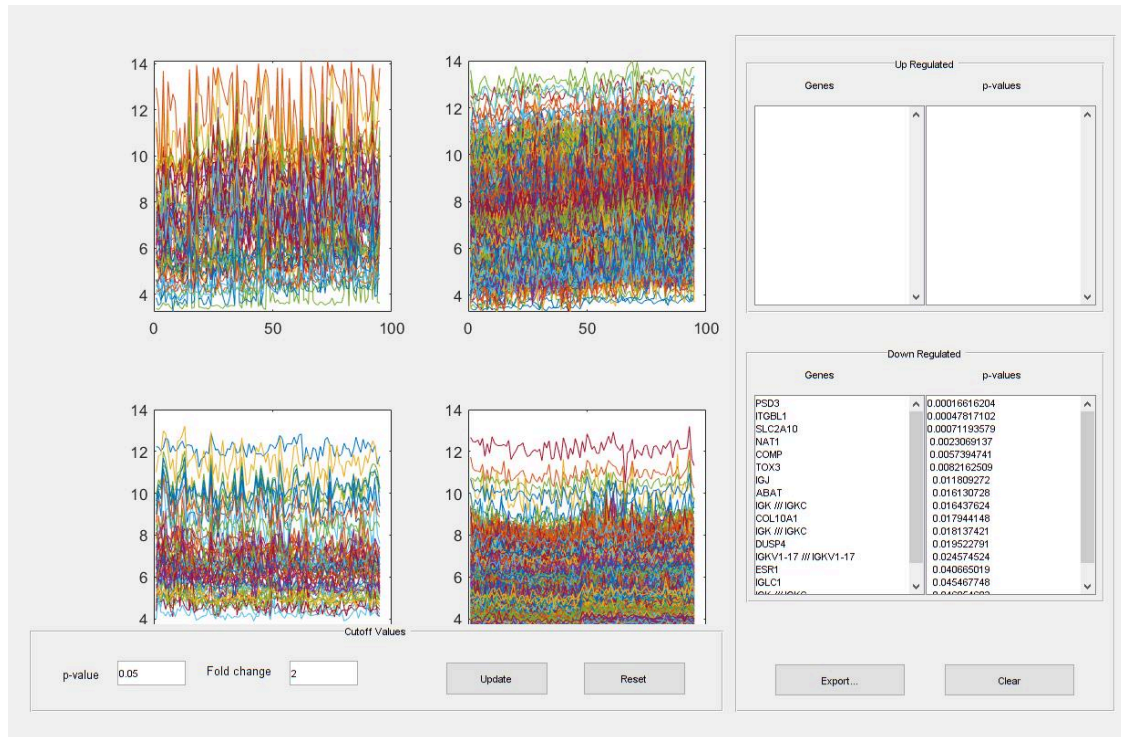 14
12
10
8
6
4
0
50
100
14
12
10
8
6
4
0
50
100
14
12
10
8
6
4
14
12
10
8
6
4
Cutoff Values
p-value
0.05
Fold change
2
Update
Reset
Up Regulated
Genes
p-values
Down Regulated
Genes
p-values
PSD3 0.00016616204
ITGBL1 0.00047817102
SLC2A10 0.00071193579
NAT1 0.0023069137
COMP 0.0057394741
TOX3 0.0082162509
IGJ 0.011809272
ABAT 0.016130728
IGK /// IGKC 0.016437624
COL10A1 0.017944148
IGK /// IGKC 0.018137421
DUSP4 0.019522791
IGKV1-17 /// IGKV1-17 0.024574524
ESR1 0.040665019
IGLC1 0.045467748
IGK /// IGKC
Export...
Clear